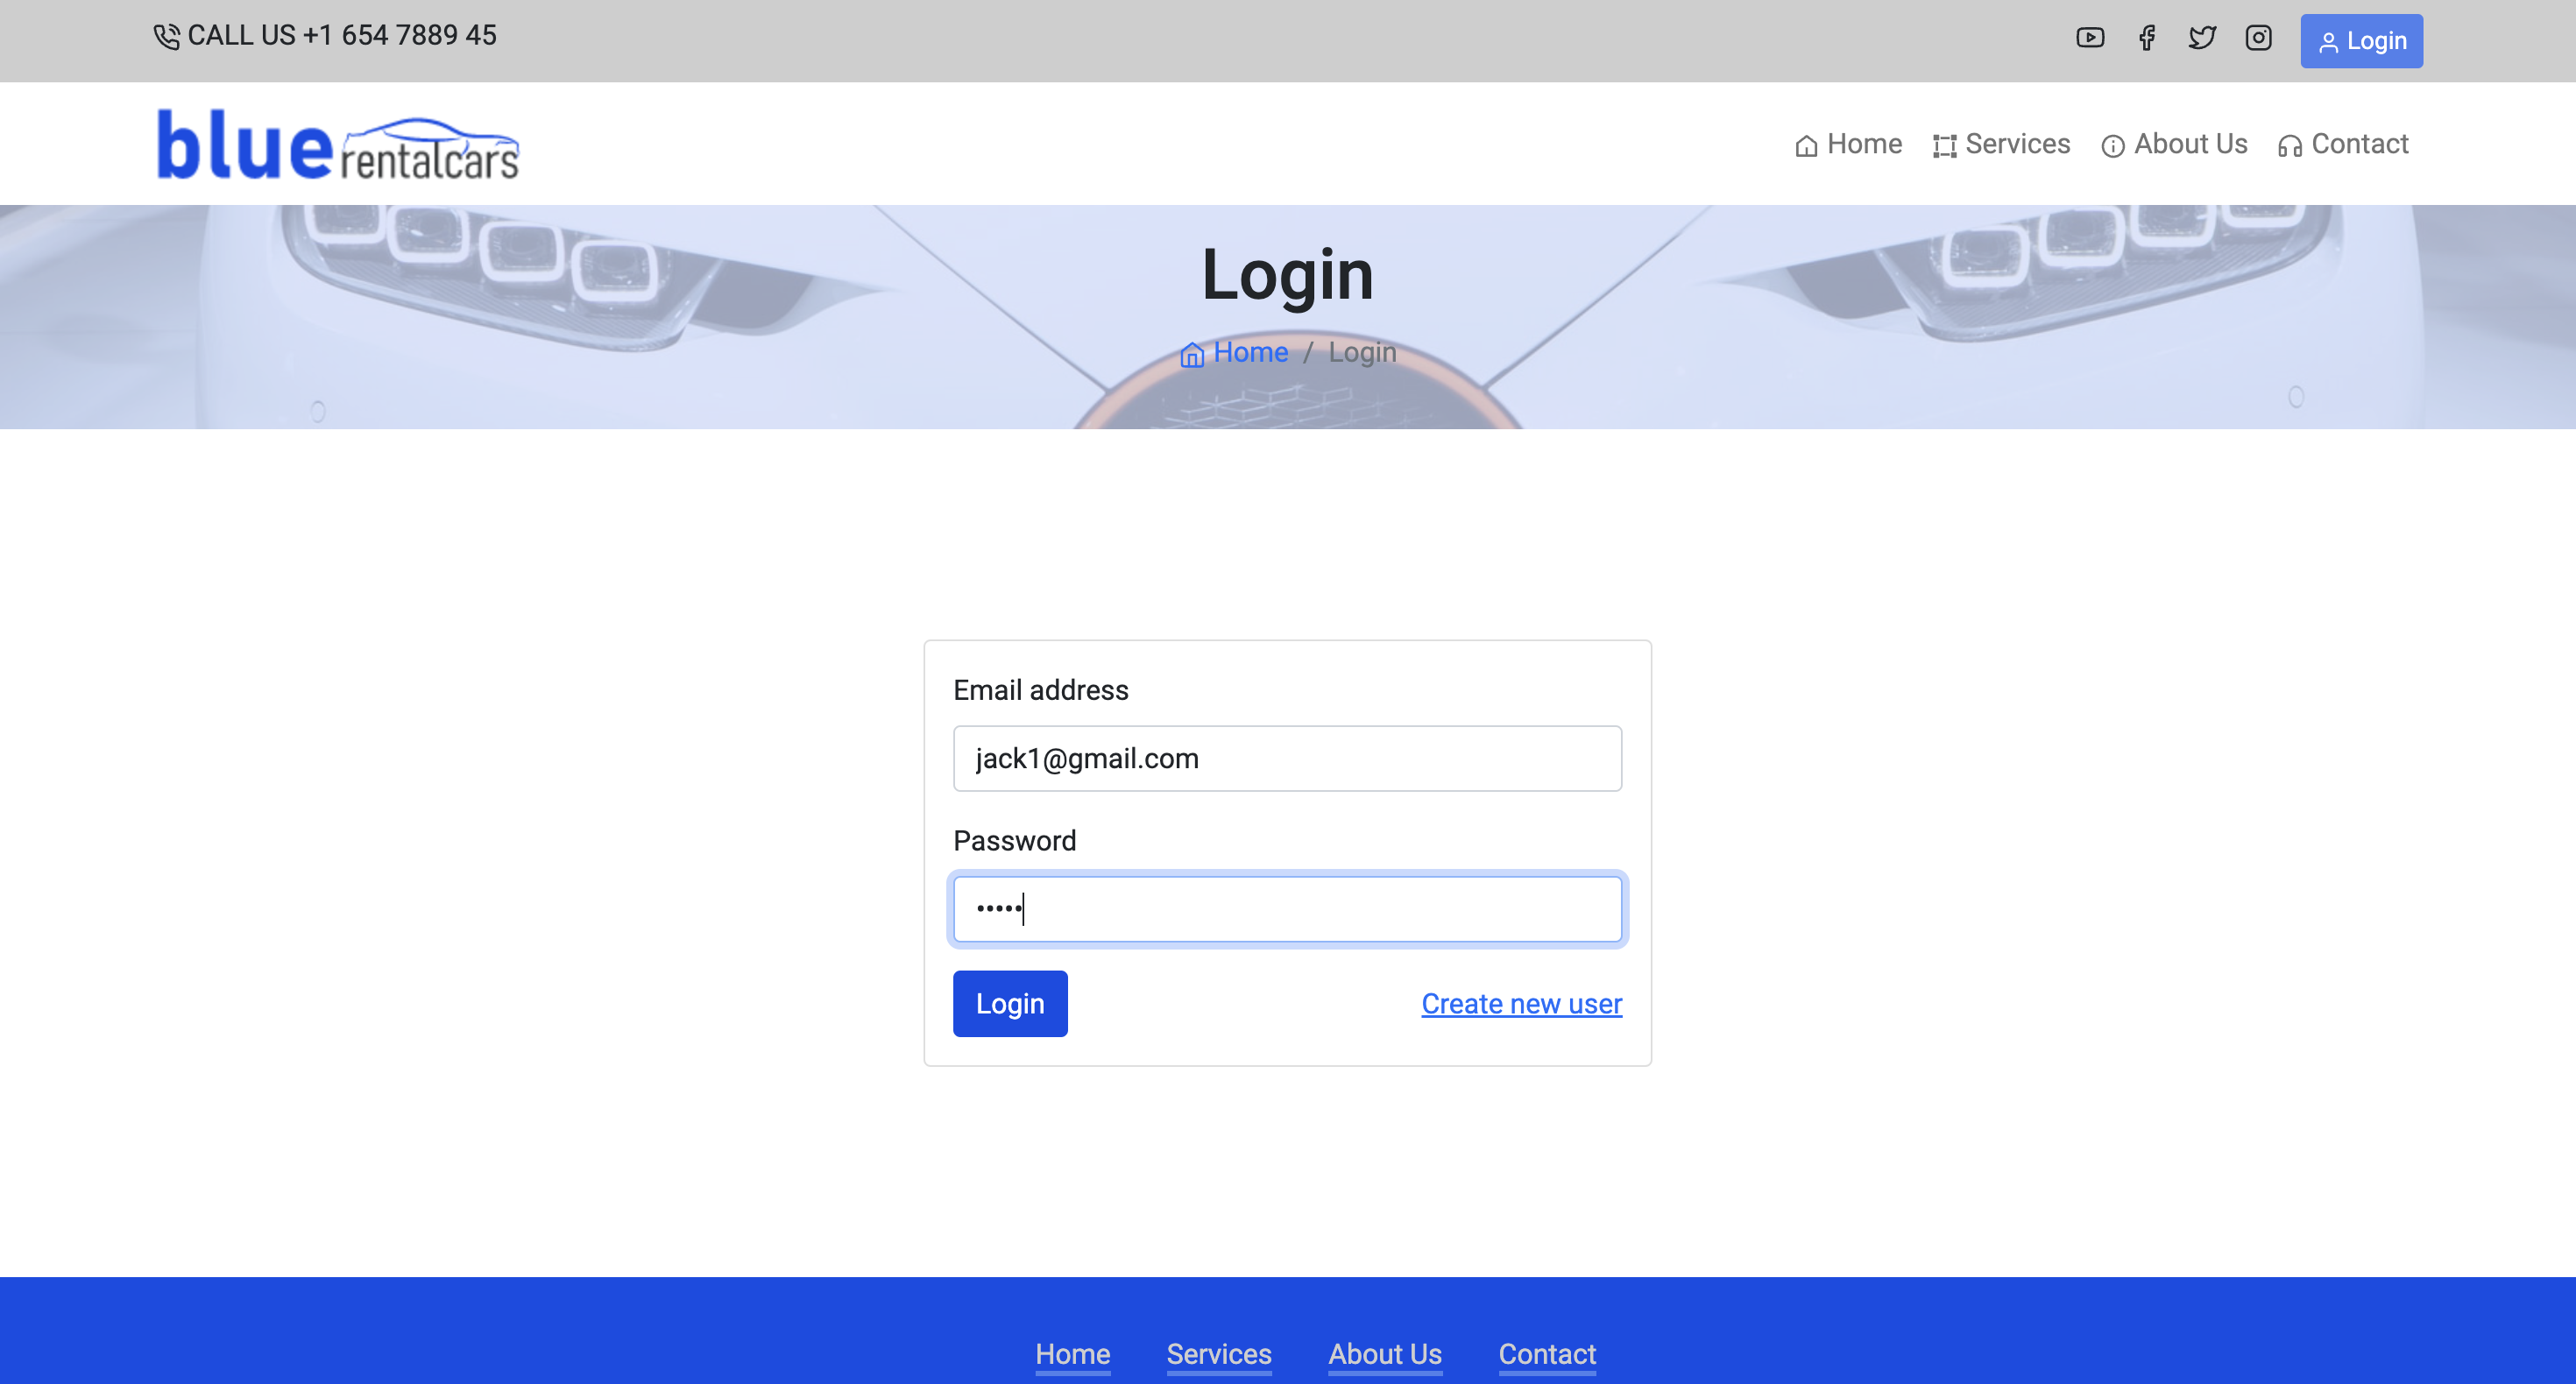 CALL US +1 654 7889 45
Login
blue rentalcars
Home Services About Us Contact
Login
Home / Login
Email address
jack1@gmail.com
Password
•••••
Login Create new user
Home Services About Us Contact